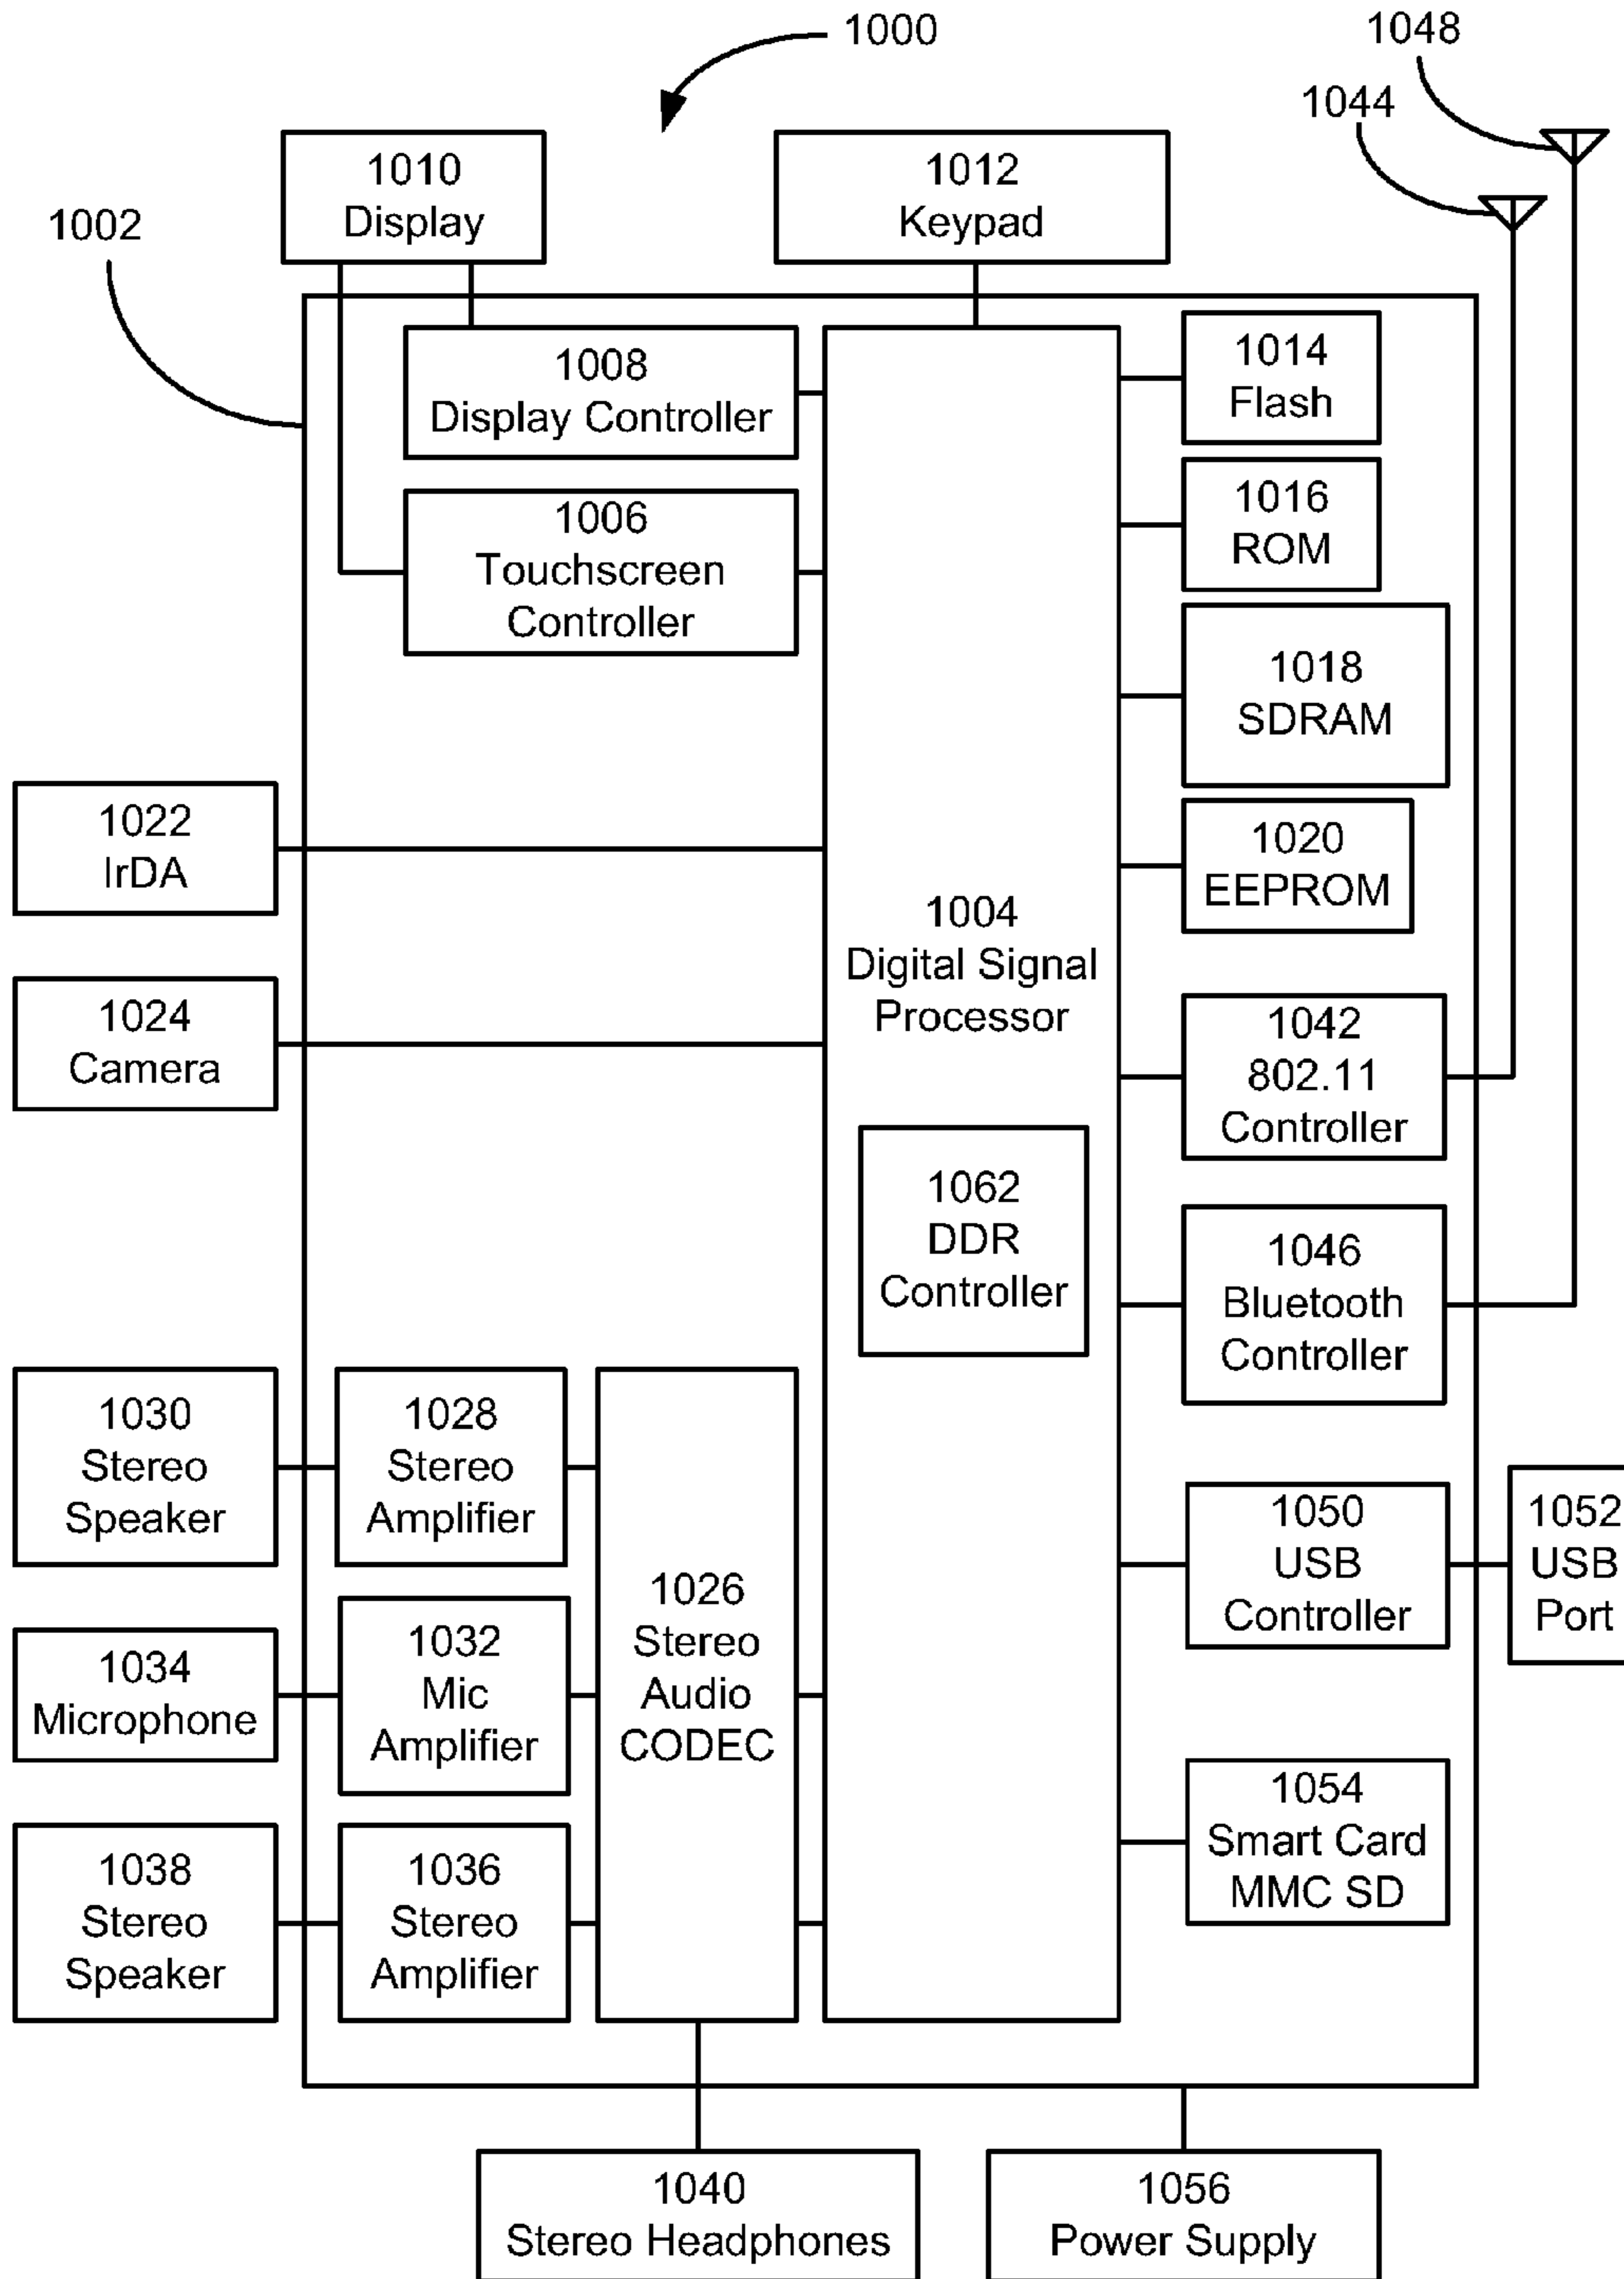 1000
1048
1044
1002
1010
Display
1012
Keypad
1008
Display Controller
1006
Touchscreen
Controller
1014
Flash
1016
ROM
1018
SDRAM
1020
EEPROM
1022
IrDA
1024
Camera
1004
Digital Signal
Processor
1062
DDR
Controller
1042
802.11
Controller
1046
Bluetooth
Controller
1030
Stereo
Speaker
1028
Stereo
Amplifier
1034
Microphone
1032
Mic
Amplifier
1038
Stereo
Speaker
1036
Stereo
Amplifier
1026
Stereo
Audio
CODEC
1050
USB
Controller
1052
USB
Port
1054
Smart Card
MMC SD
1040
Stereo Headphones
1056
Power Supply